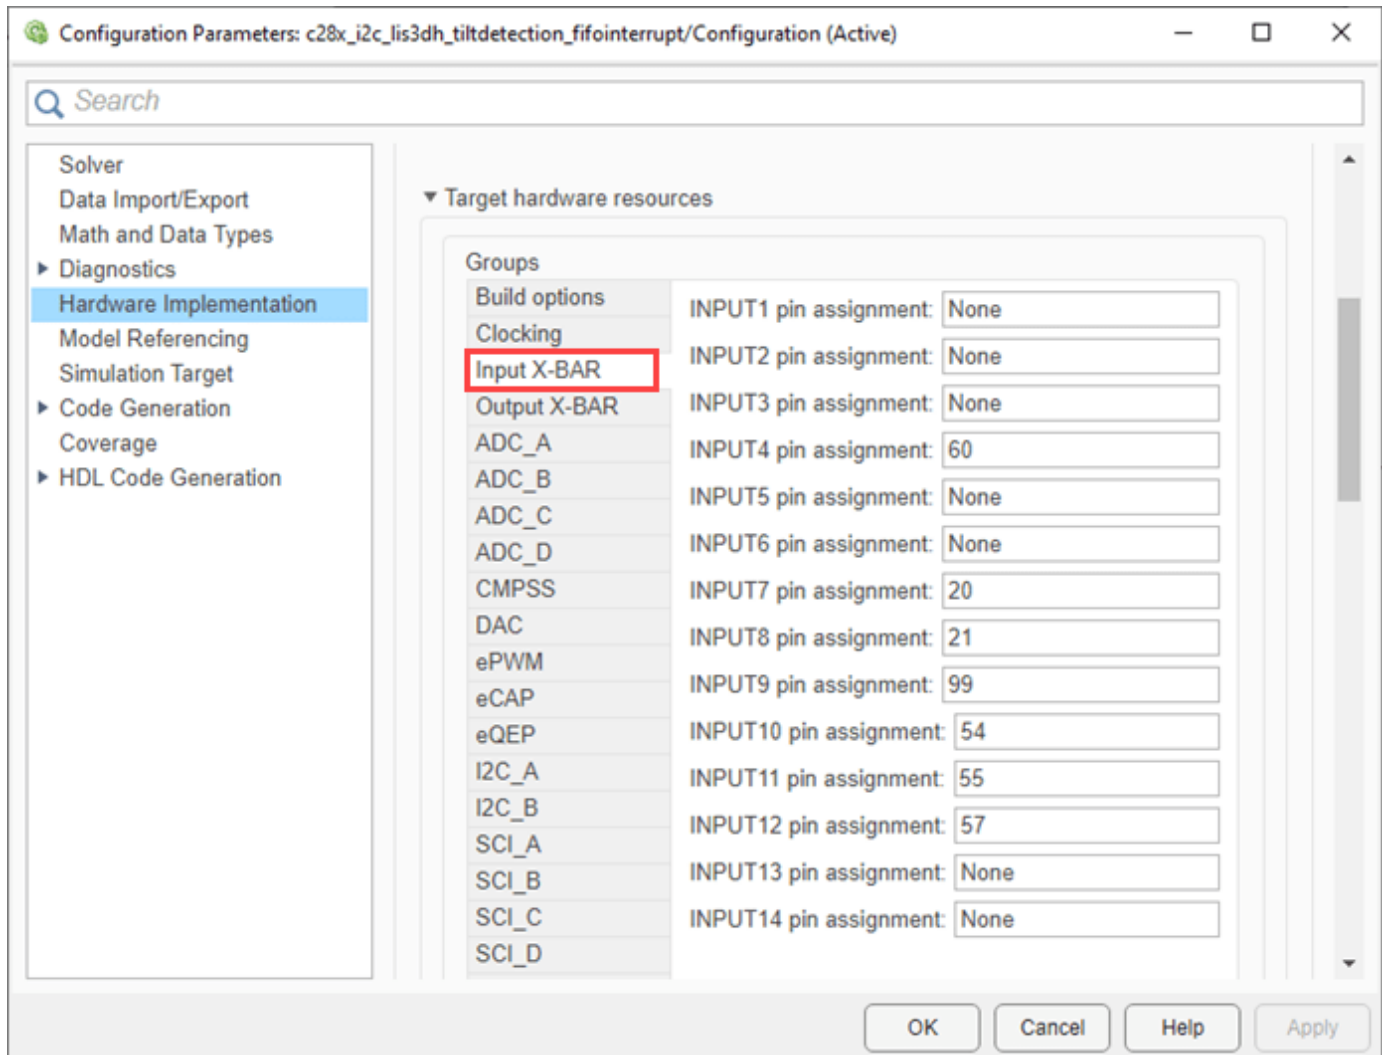 Configuration Parameters: c28x_i2c_lis3dh_tiltdetection_fifointerrupt/Configuration (Active)
Search
Solver
Data Import/Export
Math and Data Types
Diagnostics
Hardware Implementation
Model Referencing
Simulation Target
Code Generation
Coverage
HDL Code Generation
Target hardware resources
Groups
Build options
Clocking
Input X-BAR
Output X-BAR
ADC_A
ADC_B
ADC_C
ADC_D
CMPSS
DAC
ePWM
eCAP
eQEP
I2C_A
I2C_B
SCI_A
SCI_B
SCI_C
SCI_D
INPUT1 pin assignment: None
INPUT2 pin assignment: None
INPUT3 pin assignment: None
INPUT4 pin assignment: 60
INPUT5 pin assignment: None
INPUT6 pin assignment: None
INPUT7 pin assignment: 20
INPUT8 pin assignment: 21
INPUT9 pin assignment: 99
INPUT10 pin assignment: 54
INPUT11 pin assignment: 55
INPUT12 pin assignment: 57
INPUT13 pin assignment: None
INPUT14 pin assignment: None
OK Cancel Help Apply